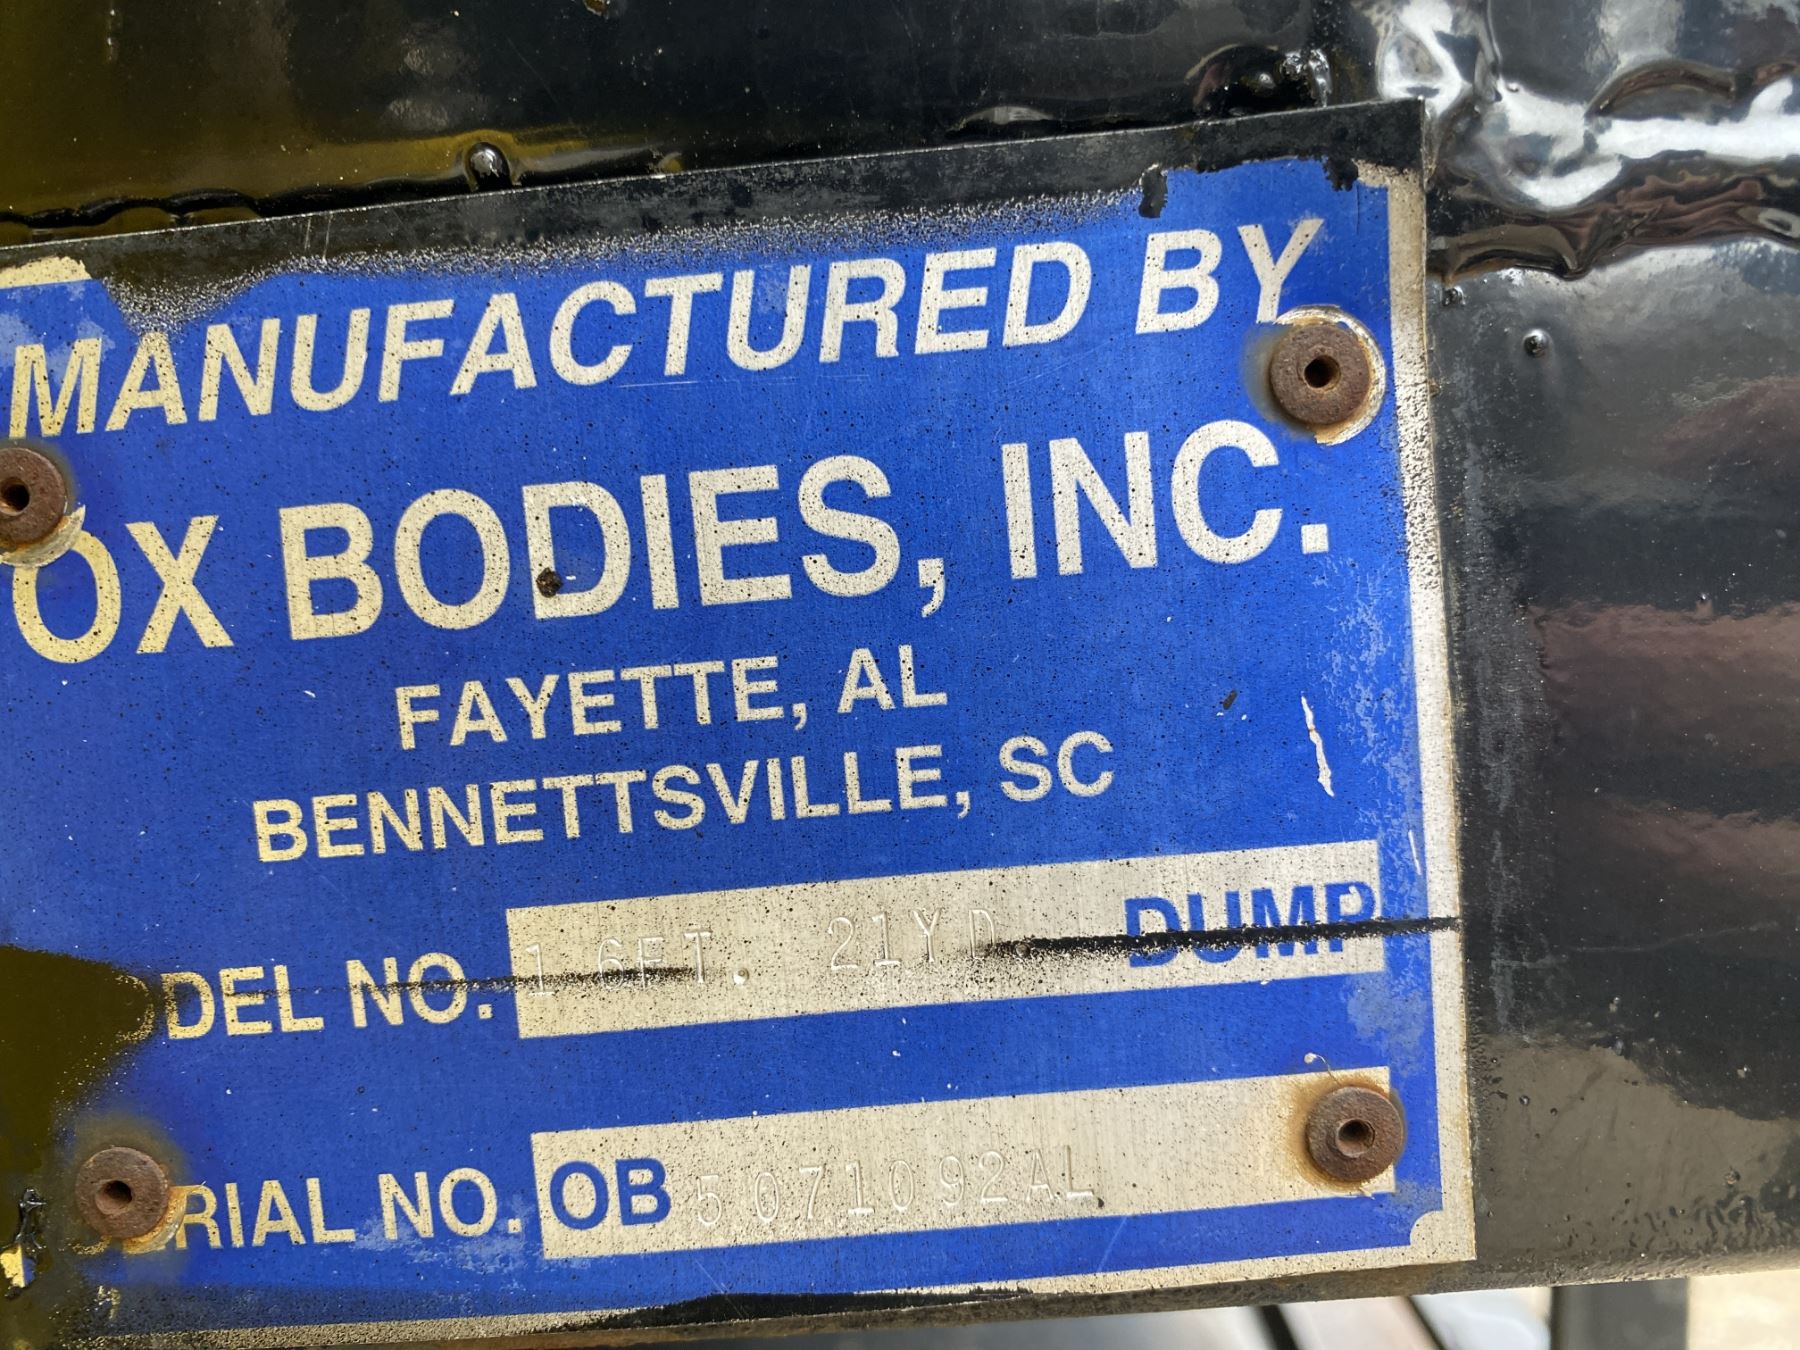 MANUFACTURED BY
OX BODIES, INC.
FAYETTE, AL
BENNETTSVILLE, SC
DEL NO. 16FT. 21YD. DUMP
RIAL NO. OB 5071092AL